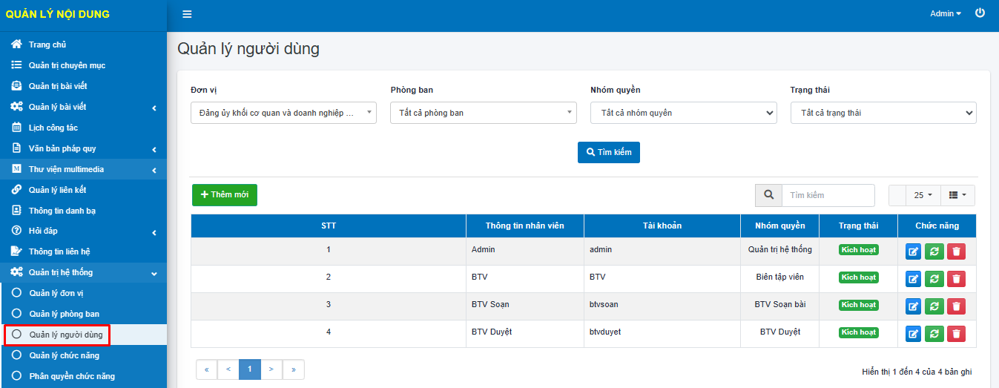 QUẢN LÝ NỘI DUNG
Admin
Trang chủ
Quản trị chuyên mục
Quản trị bài viết
Quản lý bài viết
Lịch công tác
Văn bản pháp quy
M Thư viện multimedia
Quản lý liên kết
Thông tin danh bạ
Hỏi đáp
Thông tin liên hệ
Quản trị hệ thống
Quản lý đơn vị
Quản lý phòng ban
Quản lý người dùng
Quản lý chức năng
Phân quyền chức năng
Quản lý người dùng
Đơn vị Phòng ban Nhóm quyền Trạng thái
Đảng ủy khối cơ quan và doanh nghiệp ... Tất cả phòng ban Tất cả nhóm quyền Tất cả trạng thái
Tìm kiếm
+ Thêm mới Tìm kiếm 25
STT Thông tin nhân viên Tài khoản Nhóm quyền Trạng thái Chức năng
1 Admin admin Quản trị hệ thống Kích hoạt
2 BTV BTV Biên tập viên Kích hoạt
3 BTV Soạn btvsoan BTV Soạn bài Kích hoạt
4 BTV Duyệt btvduyet BTV Duyệt Kích hoạt
« < 1 > »
Hiển thị 1 đến 4 của 4 bản ghi